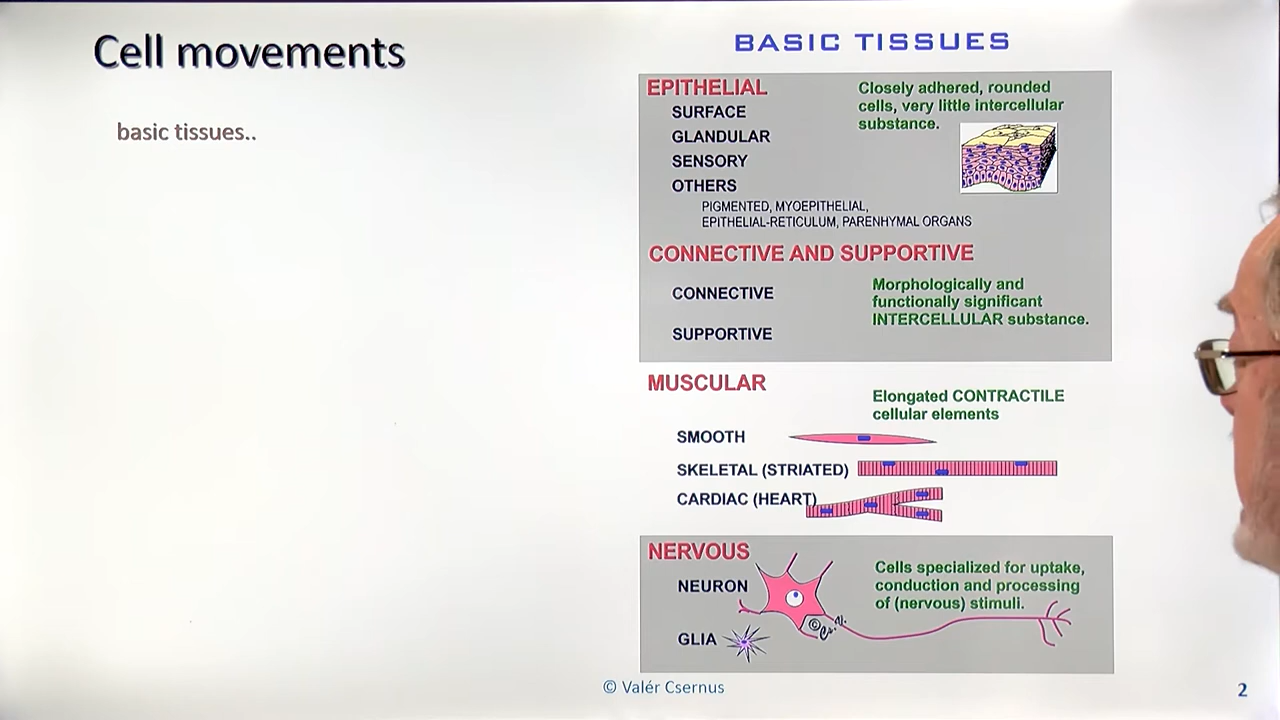 Cell movements
basic tissues..
BASIC TISSUES
EPITHELIAL
SURFACE
GLANDULAR
SENSORY
OTHERS
PIGMENTED, MYOEPITHELIAL,
EPITHELIAL-RETICULUM, PARENHYMAL ORGANS
Closely adhered, rounded
cells, very little intercellular
substance.
CONNECTIVE AND SUPPORTIVE
CONNECTIVE
SUPPORTIVE
Morphologically and
functionally significant
INTERCELLULAR substance.
MUSCULAR
Elongated CONTRACTILE
cellular elements
SMOOTH
SKELETAL (STRIATED)
CARDIAC (HEART)
NERVOUS
NEURON
GLIA
Cells specialized for uptake,
conduction and processing
of (nervous) stimuli.
© Cs.V.
© Valér Csernus
2